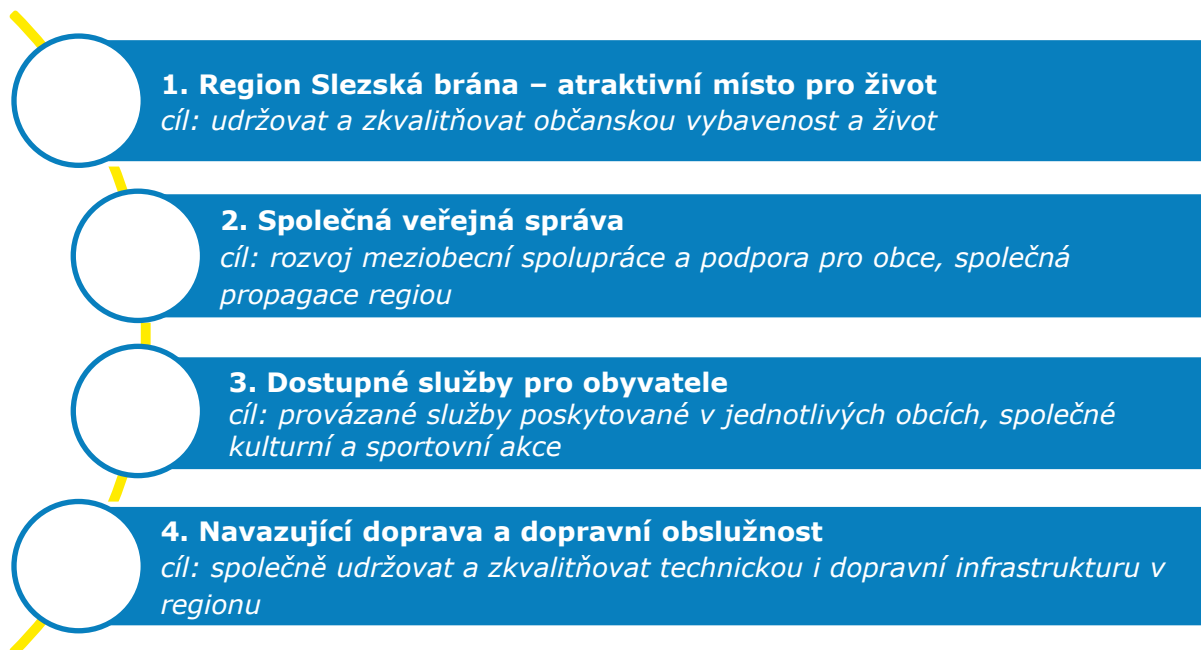 1. Region Slezská brána – atraktivní místo pro život
cíl: udržovat a zkvalitňovat občanskou vybavenost a život
2. Společná veřejná správa
cíl: rozvoj meziobecní spolupráce a podpora pro obce, společná
propagace regiou
3. Dostupné služby pro obyvatele
cíl: provázané služby poskytované v jednotlivých obcích, společné
kulturní a sportovní akce
4. Navazující doprava a dopravní obslužnost
cíl: společně udržovat a zkvalitňovat technickou i dopravní infrastrukturu v
regionu